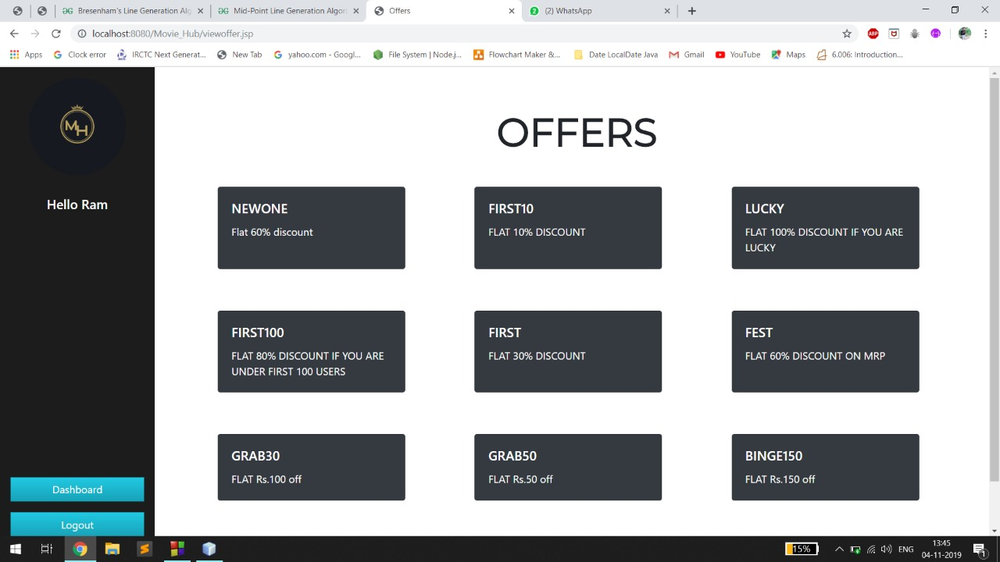 Bresenham's Line Generation Alg
Mid-Point Line Generation Algor
Offers
(2) WhatsApp
localhost:8080/Movie_Hub/viewoffer.jsp
ABP
Apps
Clock error
IRCTC Next Generat...
New Tab
yahoo.com - Googl...
File System | Node.j...
Flowchart Maker &...
Date LocalDate Java
Gmail
YouTube
Maps
6.006: Introduction...
MH
Hello Ram
Dashboard
Logout
OFFERS
NEWONE
Flat 60% discount
FIRST10
FLAT 10% DISCOUNT
LUCKY
FLAT 100% DISCOUNT IF YOU ARE
LUCKY
FIRST100
FLAT 80% DISCOUNT IF YOU ARE
UNDER FIRST 100 USERS
FIRST
FLAT 30% DISCOUNT
FEST
FLAT 60% DISCOUNT ON MRP
GRAB30
FLAT Rs.100 off
GRAB50
FLAT Rs.50 off
BINGE150
FLAT Rs.150 off
15%
ENG
13:45
04-11-2019
1